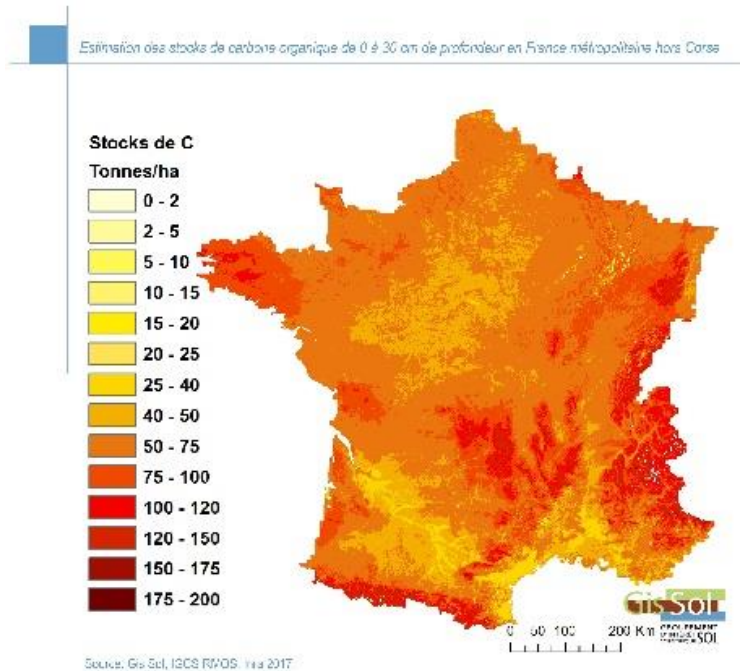 Estimation des stocks de carbone organique de 0 à 30 cm de profondeur en France métropolitaine hors Corse
Stocks de C
Tonnes/ha
0 - 2
2 - 5
5 - 10
10 - 15
15 - 20
20 - 25
25 - 40
40 - 50
50 - 75
75 - 100
100 - 120
120 - 150
150 - 175
175 - 200
Gis Sol
GROUPEMENT
SOL
0 50 100 200 Km
Source: Gis Sol, IGCS RMQS, Inra 2017